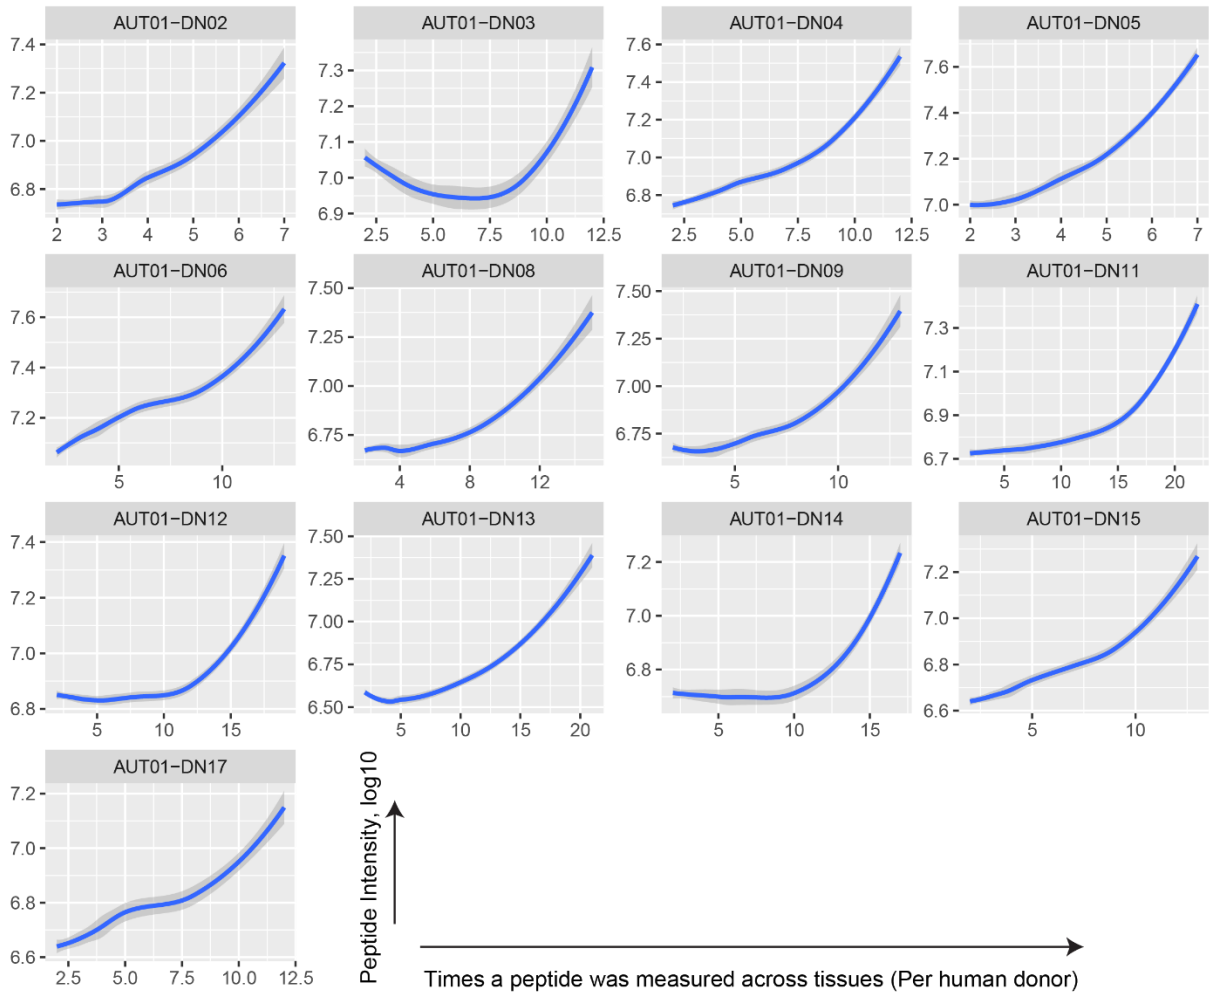 AUT01−DN02
AUT01−DN03
AUT01−DN04
AUT01−DN05
7.4
7.2
7.0
6.8
2 3 4 5 6 7
7.3
7.2
7.1
7.0
6.9
2.5 5.0 7.5 10.0 12.5
7.6
7.4
7.2
7.0
6.8
2.5 5.0 7.5 10.0 12.5
7.6
7.4
7.2
7.0
2 3 4 5 6 7
AUT01−DN06
AUT01−DN08
AUT01−DN09
AUT01−DN11
7.6
7.4
7.2
5 10
7.50
7.25
7.00
6.75
4 8 12
7.50
7.25
7.00
6.75
5 10
7.3
7.1
6.9
6.7
5 10 15 20
AUT01−DN12
AUT01−DN13
AUT01−DN14
AUT01−DN15
7.4
7.2
7.0
6.8
5 10 15
7.50
7.25
7.00
6.75
6.50
5 10 15 20
7.2
7.0
6.8
5 10 15
7.2
7.0
6.8
6.6
5 10
AUT01−DN17
7.2
7.0
6.8
6.6
2.5 5.0 7.5 10.0 12.5
Peptide Intensity, log10
Times a peptide was measured across tissues (Per human donor)